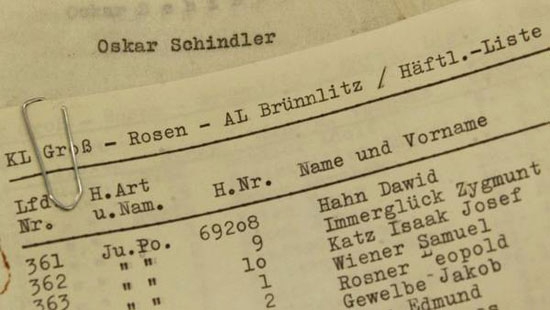 Oskar Schindler
KL Groß - Rosen - AL Brünnlitz / Häftl.-Liste
Lfd. H.Art H.Nr. Name und Vorname
Nr. u.Nam.
361 Ju.Po. 69208 Hahn Dawid
362 " " 9 Immerglück Zygmunt
363 " " 10 Katz Isaak Josef
" 1 Wiener Samuel
2 Rosner Leopold
Gewelbe Jakob
Edmund